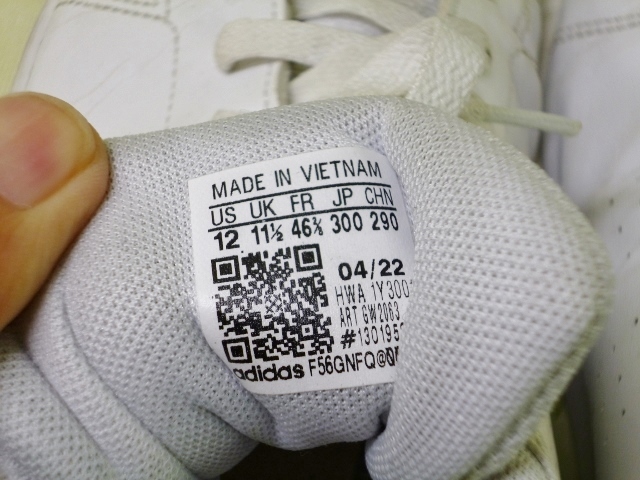 MADE IN VIETNAM
US UK FR JP CHN
12 11½ 46⅔ 300 290
04/22
HWA 1Y300
ART GW2063
#130195
adidas F56GNFQ@